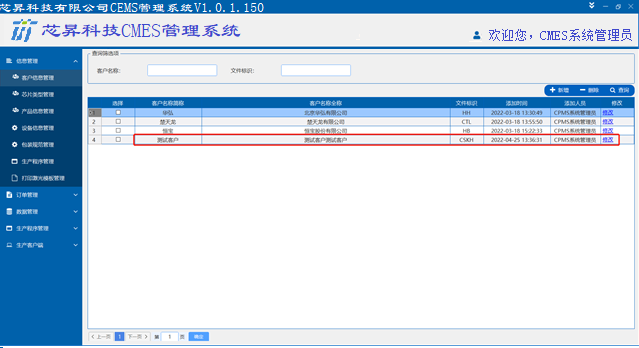 芯昇科技有限公司CEMS管理系统V1.0.1.150
芯昇科技CMES管理系统
欢迎您, CMES系统管理员
信息管理
客户信息管理
芯片类型管理
产品信息管理
设备信息管理
包装规范管理
生产程序管理
打印激光模板管理
订单管理
数据管理
生产程序管理
生产客户端
查询筛选项
客户名称:
文件标识:
新增 删除 查询
选择 客户名称简称 客户名称全称 文件标识 添加时间 添加人员 修改
1 华弘 北京华弘有限公司 HH 2022-03-18 13:30:49 CPMS系统管理员 修改
2 楚天龙 楚天龙有限公司 CTL 2022-03-18 13:55:50 CPMS系统管理员 修改
3 恒宝 恒宝股份有限公司 HB 2022-03-18 15:22:33 CPMS系统管理员 修改
4 测试客户 测试客户测试客户 CSKH 2022-04-25 13:36:31 CPMS系统管理员 修改
上一页 1 下一页 第 1 页 确定